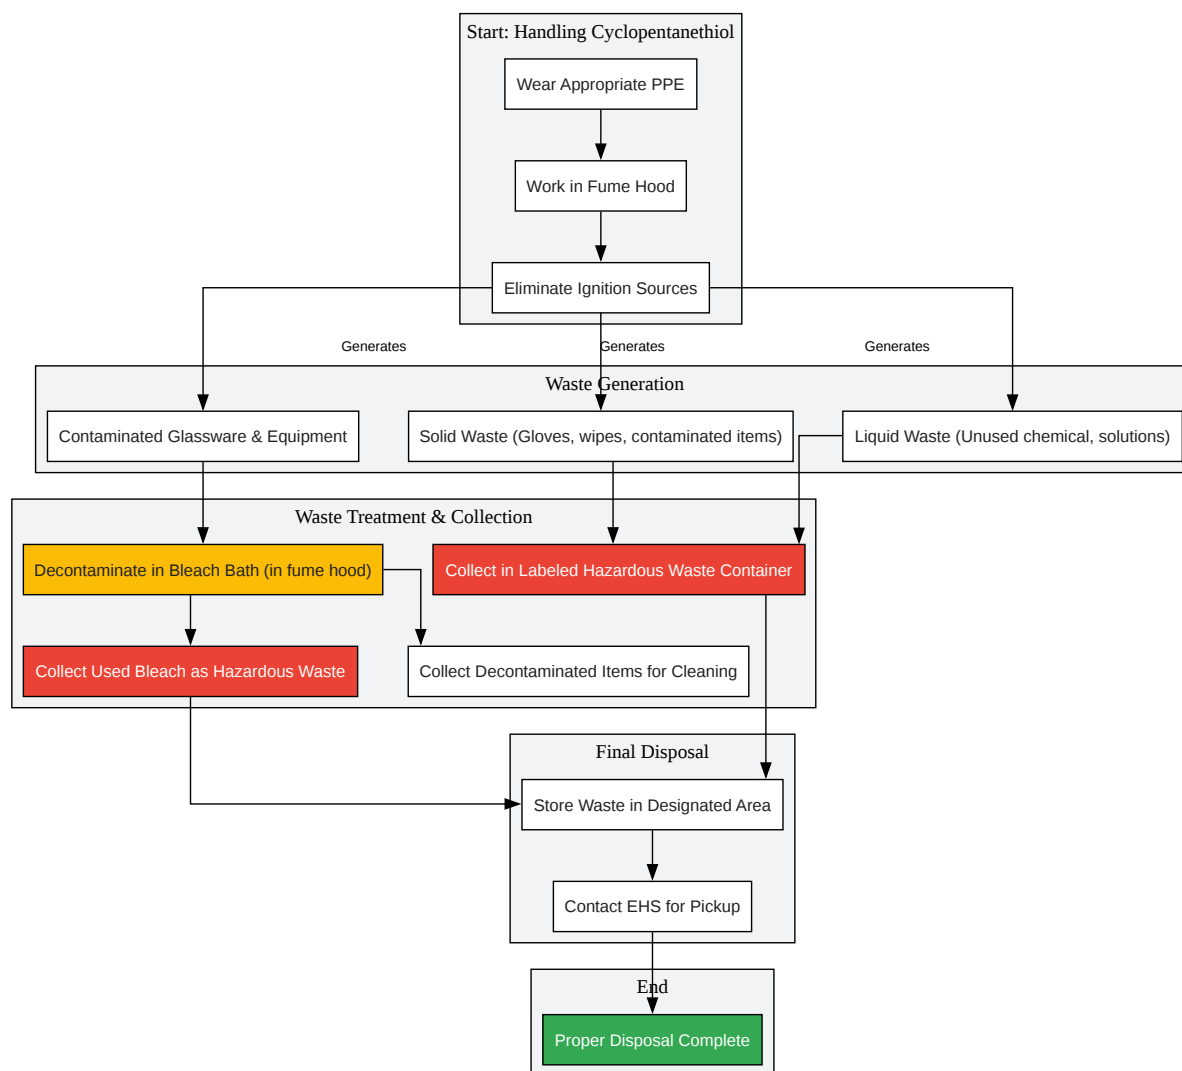 Start: Handling Cyclopentanethiol
Wear Appropriate PPE
Work in Fume Hood
Eliminate Ignition Sources
Generates
Generates
Generates
Waste Generation
Contaminated Glassware & Equipment
Solid Waste (Gloves, wipes, contaminated items)
Liquid Waste (Unused chemical, solutions)
Waste Treatment & Collection
Decontaminate in Bleach Bath (in fume hood)
Collect in Labeled Hazardous Waste Container
Collect Used Bleach as Hazardous Waste
Collect Decontaminated Items for Cleaning
Final Disposal
Store Waste in Designated Area
Contact EHS for Pickup
End
Proper Disposal Complete